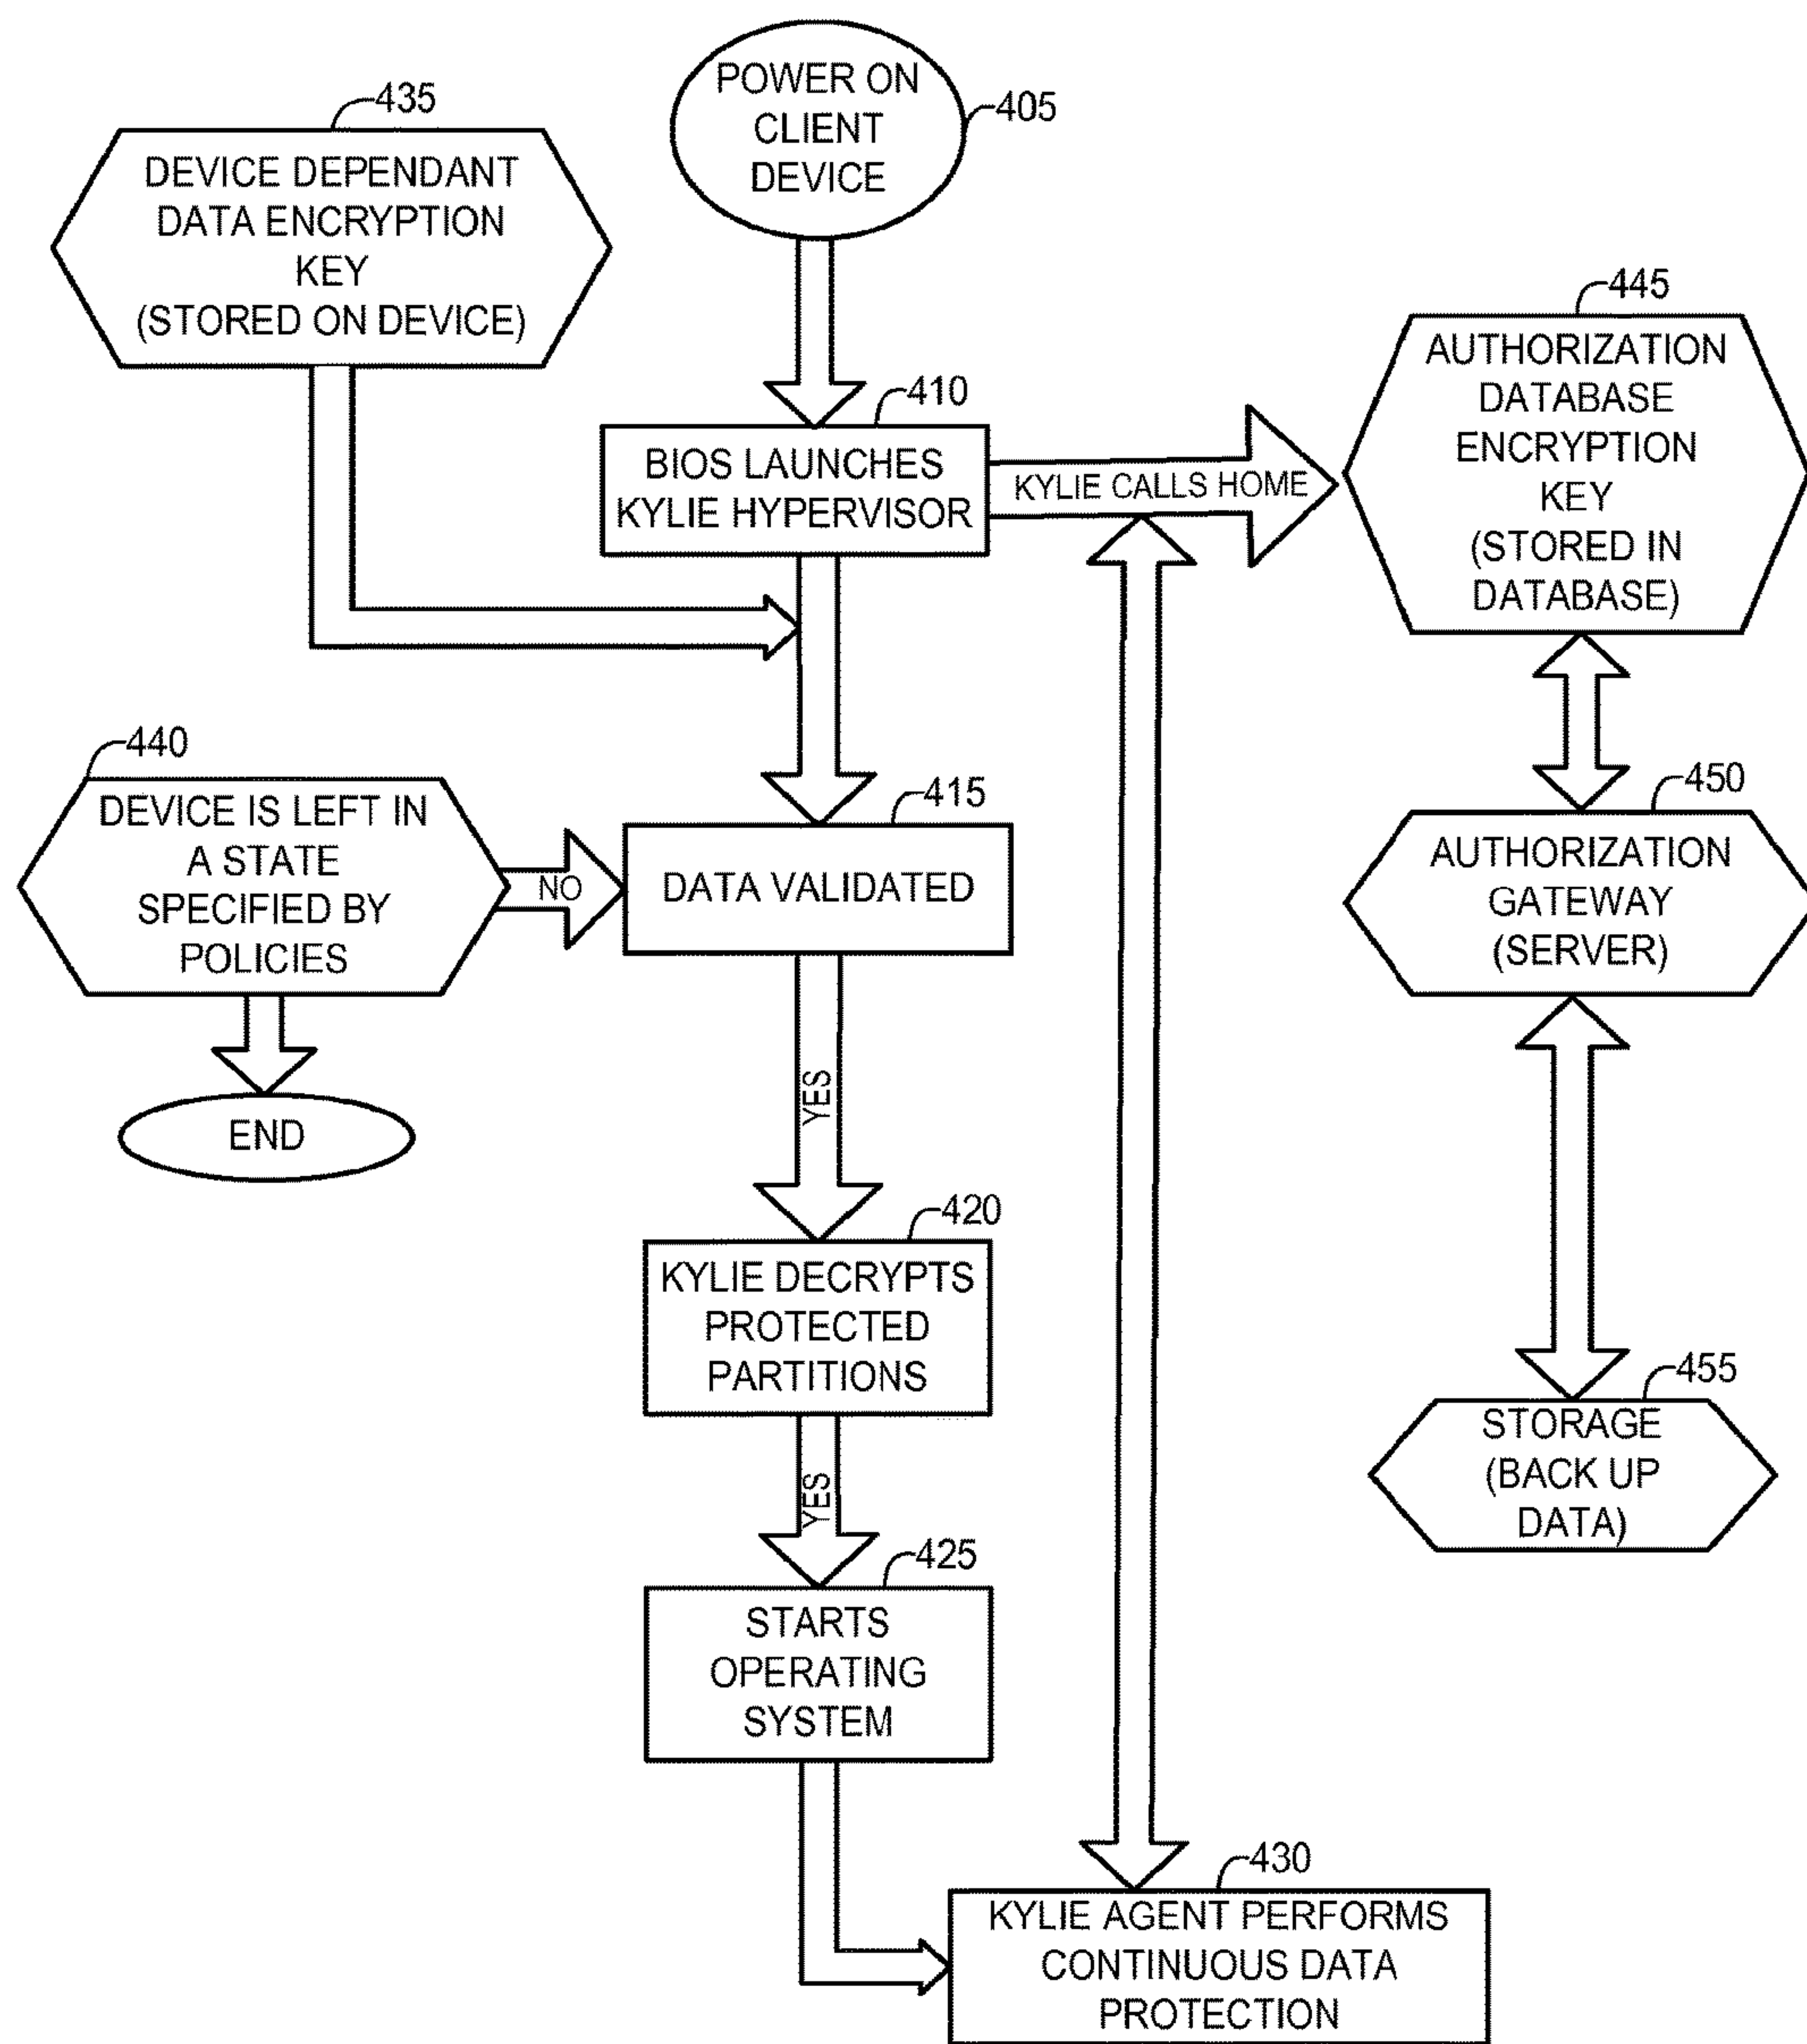 POWER ON
CLIENT
DEVICE
405
435
DEVICE DEPENDANT
DATA ENCRYPTION
KEY
(STORED ON DEVICE)
410
BIOS LAUNCHES
KYLIE HYPERVISOR
KYLIE CALLS HOME
445
AUTHORIZATION
DATABASE
ENCRYPTION
KEY
(STORED IN
DATABASE)
440
DEVICE IS LEFT IN
A STATE
SPECIFIED BY
POLICIES
NO
415
DATA VALIDATED
450
AUTHORIZATION
GATEWAY
(SERVER)
END
YES
420
KYLIE DECRYPTS
PROTECTED
PARTITIONS
455
STORAGE
(BACK UP
DATA)
YES
425
STARTS
OPERATING
SYSTEM
430
KYLIE AGENT PERFORMS
CONTINUOUS DATA
PROTECTION